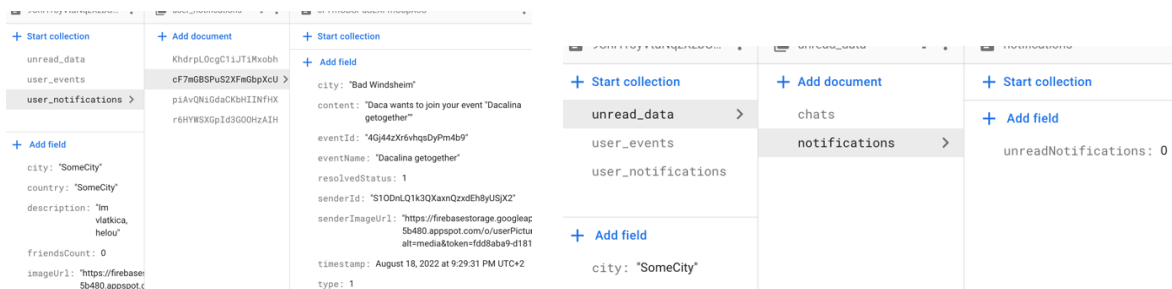 + Start collection
unread_data
user_events
user_notifications >
+ Add field
city: "SomeCity"
country: "SomeCity"
description: "Im
vlatkica,
helou"
friendsCount: 0
imageUrl: "https://firebases
5b480.appspot.c
+ Add document
KhdrpLOcgC1iJTiMxobh
cF7mGBSPuS2XFmGbpXcU >
piAvQNiGdaCKbHIINfHX
r6HYWSXGpId3GOOHzAIH
+ Start collection
+ Add field
city: "Bad Windsheim"
content: "Daca wants to join your event "Dacalina
getogether""
eventId: "4Gj44zXr6vhqsDyPm4b9"
eventName: "Dacalina getogether"
resolvedStatus: 1
senderId: "S1ODnLQ1k3QXaxnQzxdEh8yUSjX2"
senderImageUrl: "https://firebasestorage.googleap
5b480.appspot.com/o/userPictur
alt=media&token=fdd8aba9-d181
timestamp: August 18, 2022 at 9:29:31 PM UTC+2
type: 1
+ Start collection
unread_data >
user_events
user_notifications
+ Add field
city: "SomeCity"
+ Add document
chats
notifications >
+ Start collection
+ Add field
unreadNotifications: 0